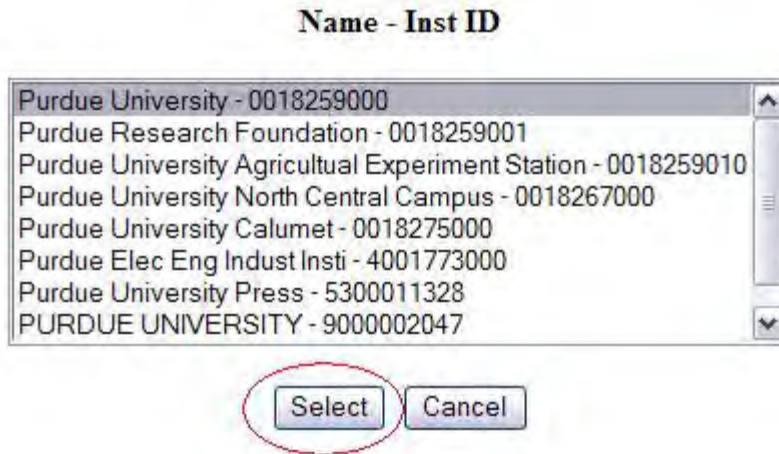 Name - Inst ID
Purdue University - 0018259000
Purdue Research Foundation - 0018259001
Purdue University Agricultual Experiment Station - 0018259010
Purdue University North Central Campus - 0018267000
Purdue University Calumet - 0018275000
Purdue Elec Eng Indust Insti - 4001773000
Purdue University Press - 5300011328
PURDUE UNIVERSITY - 9000002047
Select Cancel